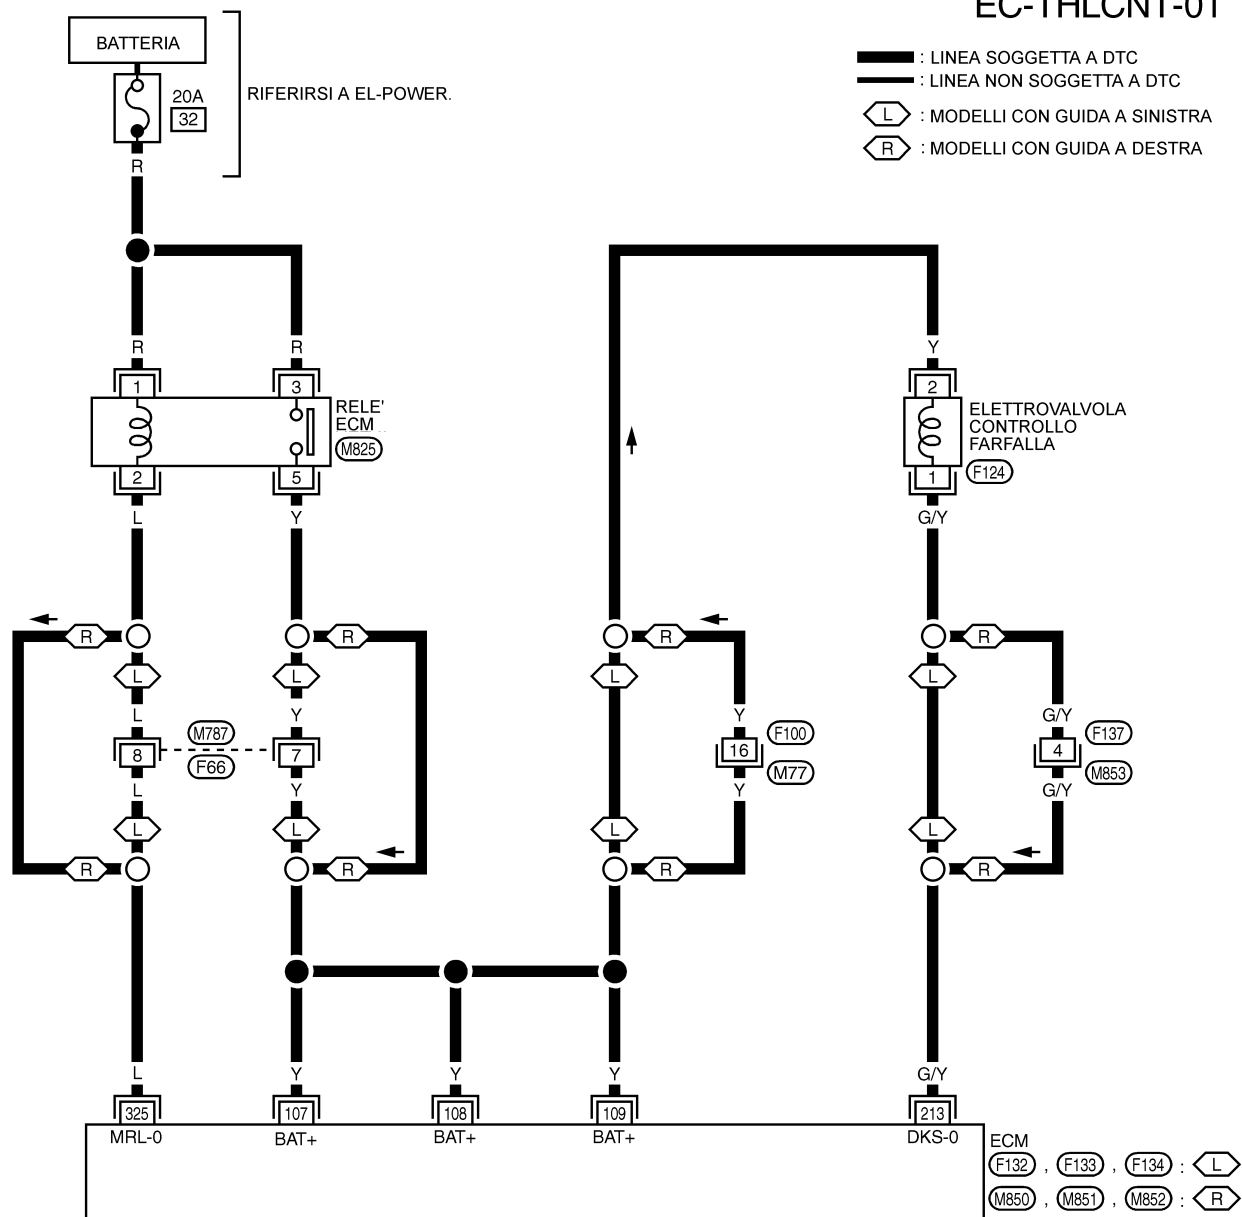 EC-THLCNT-01
BATTERIA
20A
32
RIFERIRSI A EL-POWER.
: LINEA SOGGETTA A DTC
: LINEA NON SOGGETTA A DTC
L : MODELLI CON GUIDA A SINISTRA
R : MODELLI CON GUIDA A DESTRA
R
R R Y
1 3 2
RELE'
ECM
M825
ELETTROVALVOLA
CONTROLLO
FARFALLA
F124
2 5 1
L Y G/Y
R R R R
L L L L
L Y Y G/Y
8 M787 F66 7 16 F100 M77 4 F137 M853
L Y Y G/Y
L L L L
R R R R
L Y Y Y G/Y
325 107 108 109 213
MRL-0 BAT+ BAT+ BAT+ DKS-0
ECM
F132 , F133 , F134 : L
M850 , M851 , M852 : R